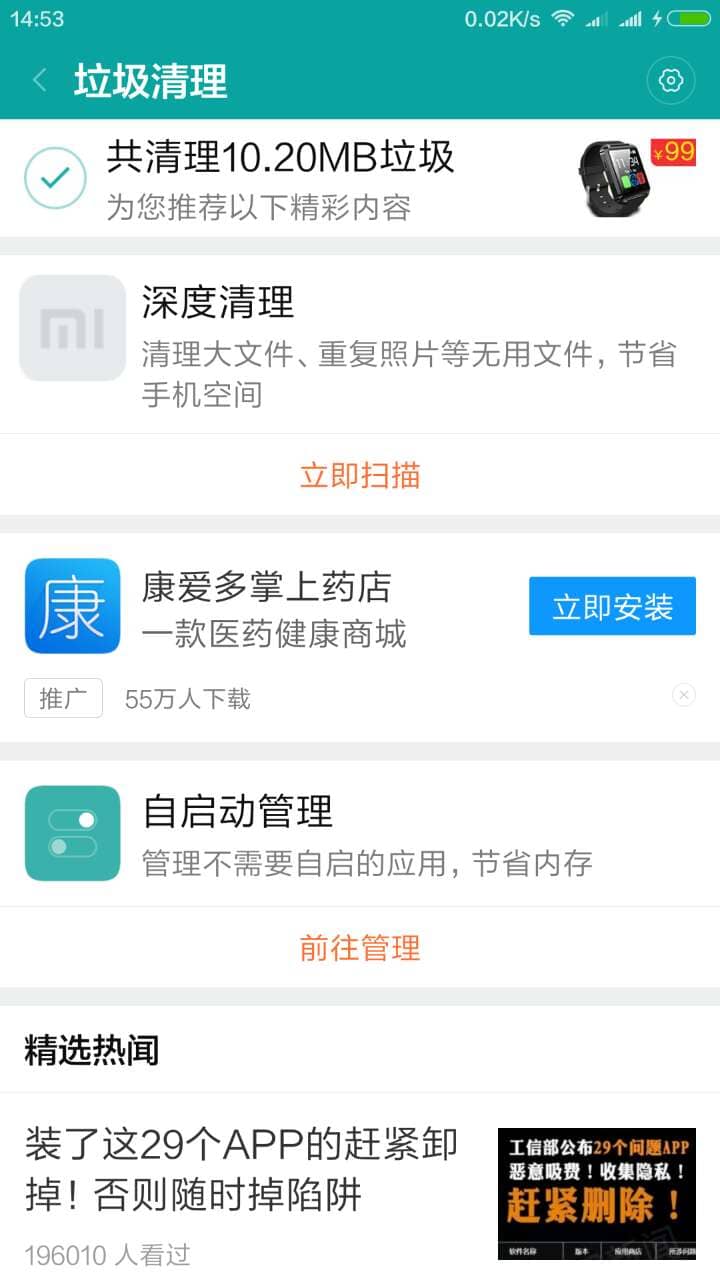 14:53
0.02K/s
垃圾清理
共清理10.20MB垃圾
¥99
为您推荐以下精彩内容
深度清理
清理大文件、重复照片等无用文件，节省
手机空间
立即扫描
康
康爱多掌上药店
一款医药健康商城
立即安装
推广
55万人下载
自启动管理
管理不需要自启的应用，节省内存
前往管理
精选热闻
装了这29个APP的赶紧卸
掉！否则随时掉陷阱
196010 人看过
工信部公布29个问题APP
恶意吸费！收集隐私！
赶紧删除！
软件名称 版本 应用商店 所涉问题